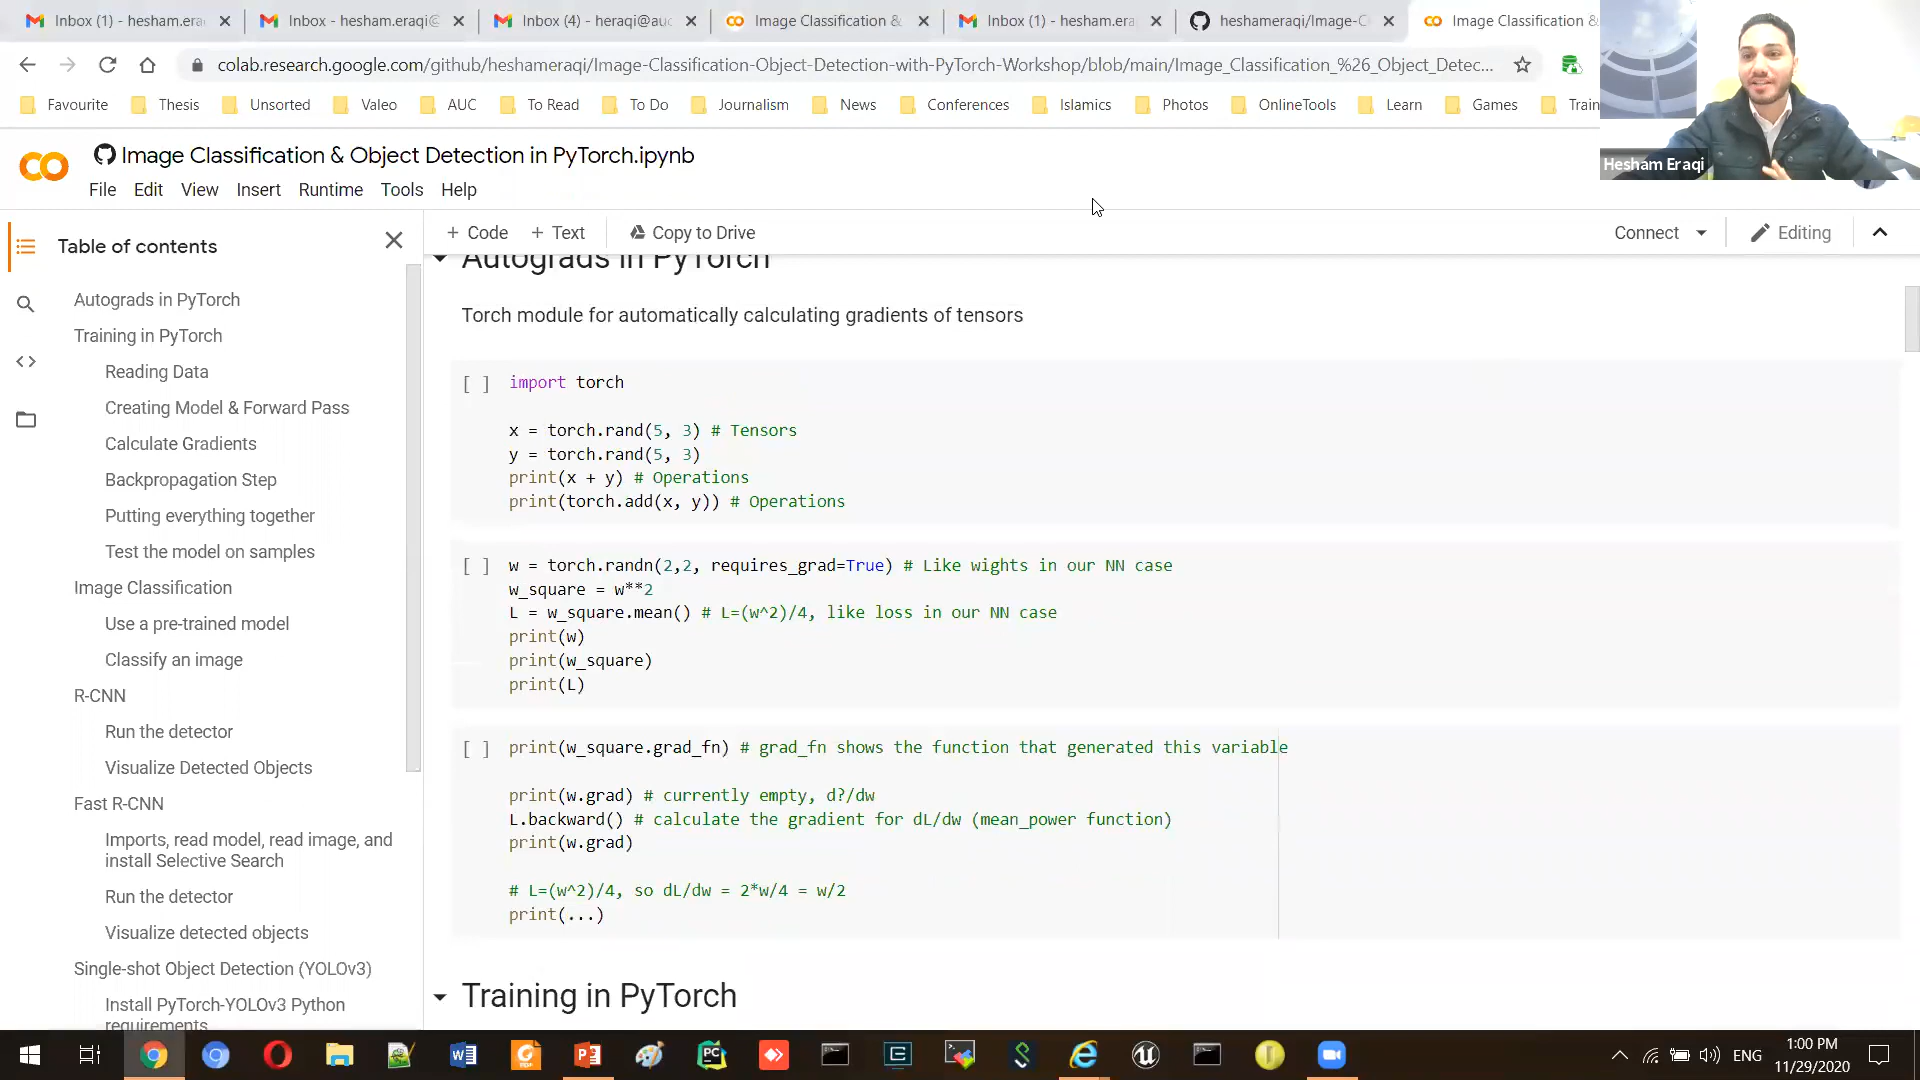 Inbox (1) - hesham.era
Inbox - hesham.eraqi@
Inbox (4) - heraqi@auc
Image Classification &
Inbox (1) - hesham.era
heshameraqi/Image-C
Image Classification &
colab.research.google.com/github/heshameraqi/Image-Classification-Object-Detection-with-PyTorch-Workshop/blob/main/Image_Classification_%26_Object_Detec...
Favourite
Thesis
Unsorted
Valeo
AUC
To Read
To Do
Journalism
News
Conferences
Islamics
Photos
OnlineTools
Learn
Games
Train
Hesham Eraqi
Image Classification & Object Detection in PyTorch.ipynb
File Edit View Insert Runtime Tools Help
Table of contents
+ Code + Text Copy to Drive
Connect
Editing
Autograds in PyTorch
Training in PyTorch
Reading Data
Creating Model & Forward Pass
Calculate Gradients
Backpropagation Step
Putting everything together
Test the model on samples
Image Classification
Use a pre-trained model
Classify an image
R-CNN
Run the detector
Visualize Detected Objects
Fast R-CNN
Imports, read model, read image, and
install Selective Search
Run the detector
Visualize detected objects
Single-shot Object Detection (YOLOv3)
Install PyTorch-YOLOv3 Python
requirements
Autograds in PyTorch
Torch module for automatically calculating gradients of tensors
[ ] import torch
x = torch.rand(5, 3) # Tensors
y = torch.rand(5, 3)
print(x + y) # Operations
print(torch.add(x, y)) # Operations
[ ] w = torch.randn(2,2, requires_grad=True) # Like wights in our NN case
w_square = w**2
L = w_square.mean() # L=(w^2)/4, like loss in our NN case
print(w)
print(w_square)
print(L)
[ ] print(w_square.grad_fn) # grad_fn shows the function that generated this variable
print(w.grad) # currently empty, d?/dw
L.backward() # calculate the gradient for dL/dw (mean_power function)
print(w.grad)
# L=(w^2)/4, so dL/dw = 2*w/4 = w/2
print(...)
Training in PyTorch
ENG
1:00 PM
11/29/2020